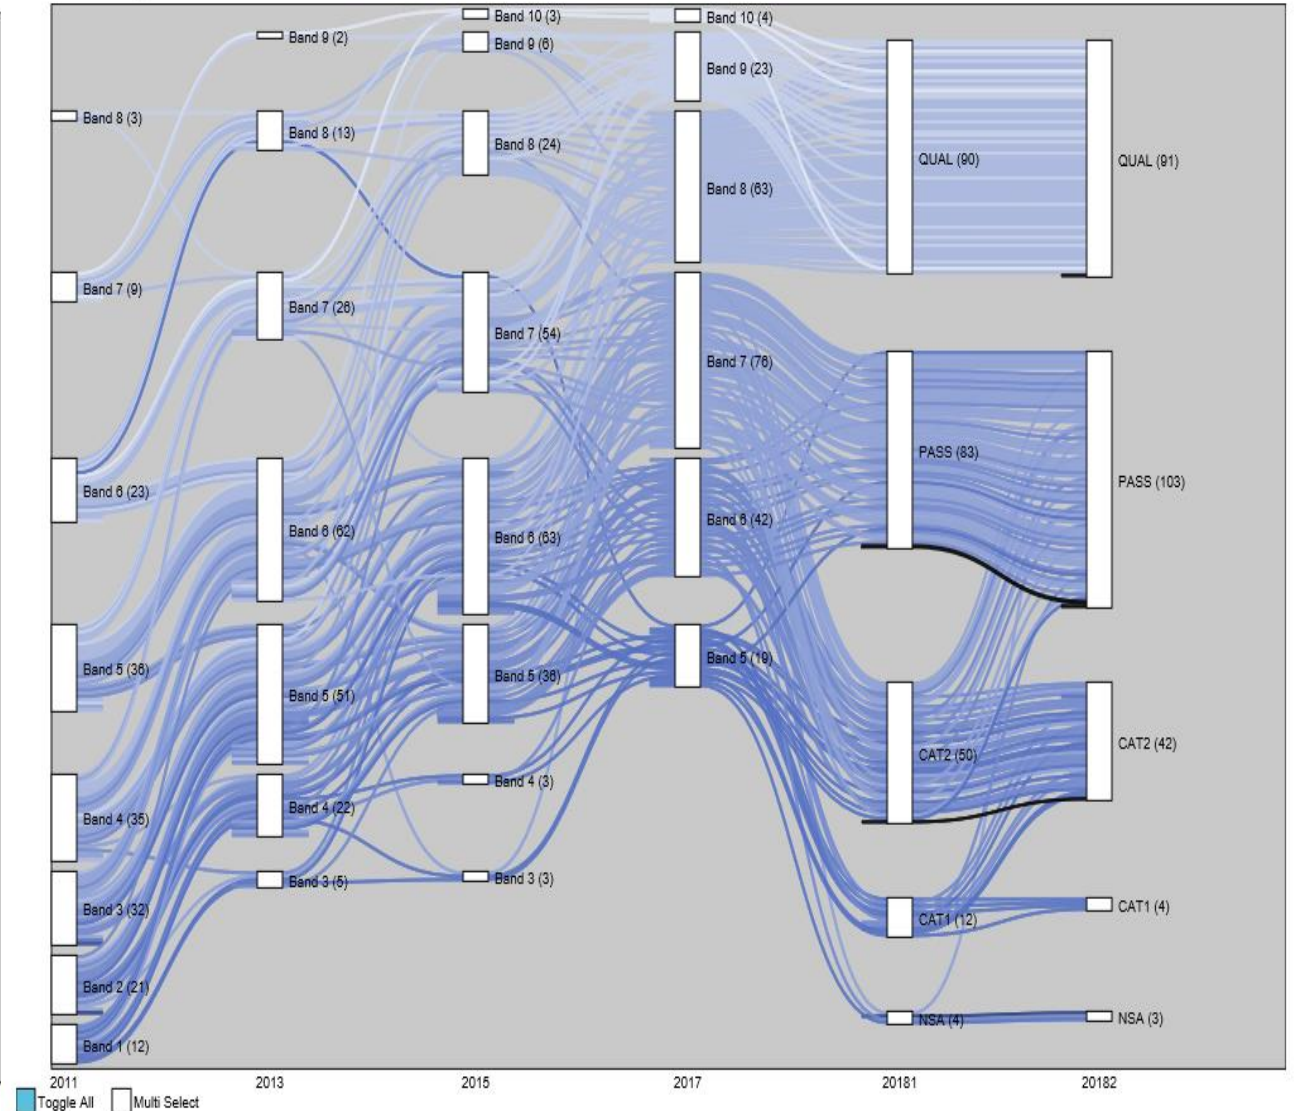 Band 8 (3)
Band 7 (9)
Band 6 (23)
Band 5 (36)
Band 4 (35)
Band 3 (32)
Band 2 (21)
Band 1 (12)
Band 9 (2)
Band 8 (13)
Band 7 (26)
Band 6 (62)
Band 5 (51)
Band 4 (22)
Band 3 (5)
Band 10 (3)
Band 9 (6)
Band 8 (24)
Band 7 (54)
Band 6 (63)
Band 5 (36)
Band 4 (3)
Band 3 (3)
Band 10 (4)
Band 9 (23)
Band 8 (63)
Band 7 (76)
Band 6 (42)
Band 5 (19)
QUAL (90)
PASS (83)
CAT2 (50)
CAT1 (12)
NSA (4)
QUAL (91)
PASS (103)
CAT2 (42)
CAT1 (4)
NSA (3)
2011 2013 2015 2017 20181 20182
Toggle All Multi Select